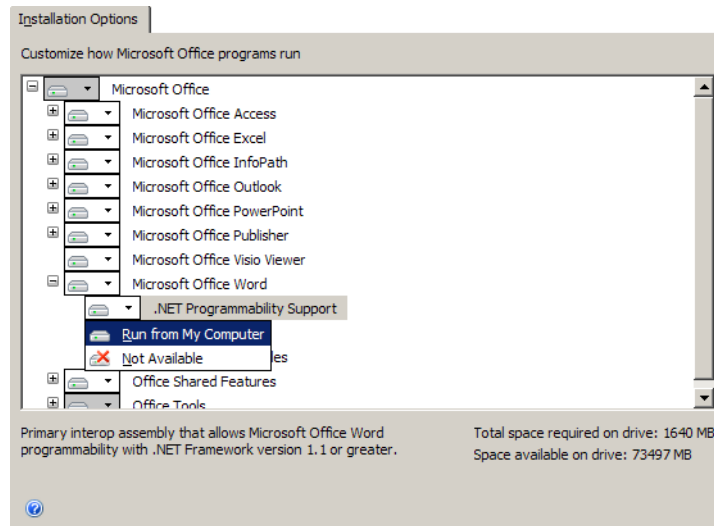 Installation Options
Customize how Microsoft Office programs run
Microsoft Office
Microsoft Office Access
Microsoft Office Excel
Microsoft Office InfoPath
Microsoft Office Outlook
Microsoft Office PowerPoint
Microsoft Office Publisher
Microsoft Office Visio Viewer
Microsoft Office Word
.NET Programmability Support
Run from My Computer
Not Available
Office Shared Features
Office Tools
Primary interop assembly that allows Microsoft Office Word
programmability with .NET Framework version 1.1 or greater.
Total space required on drive: 1640 MB
Space available on drive: 73497 MB